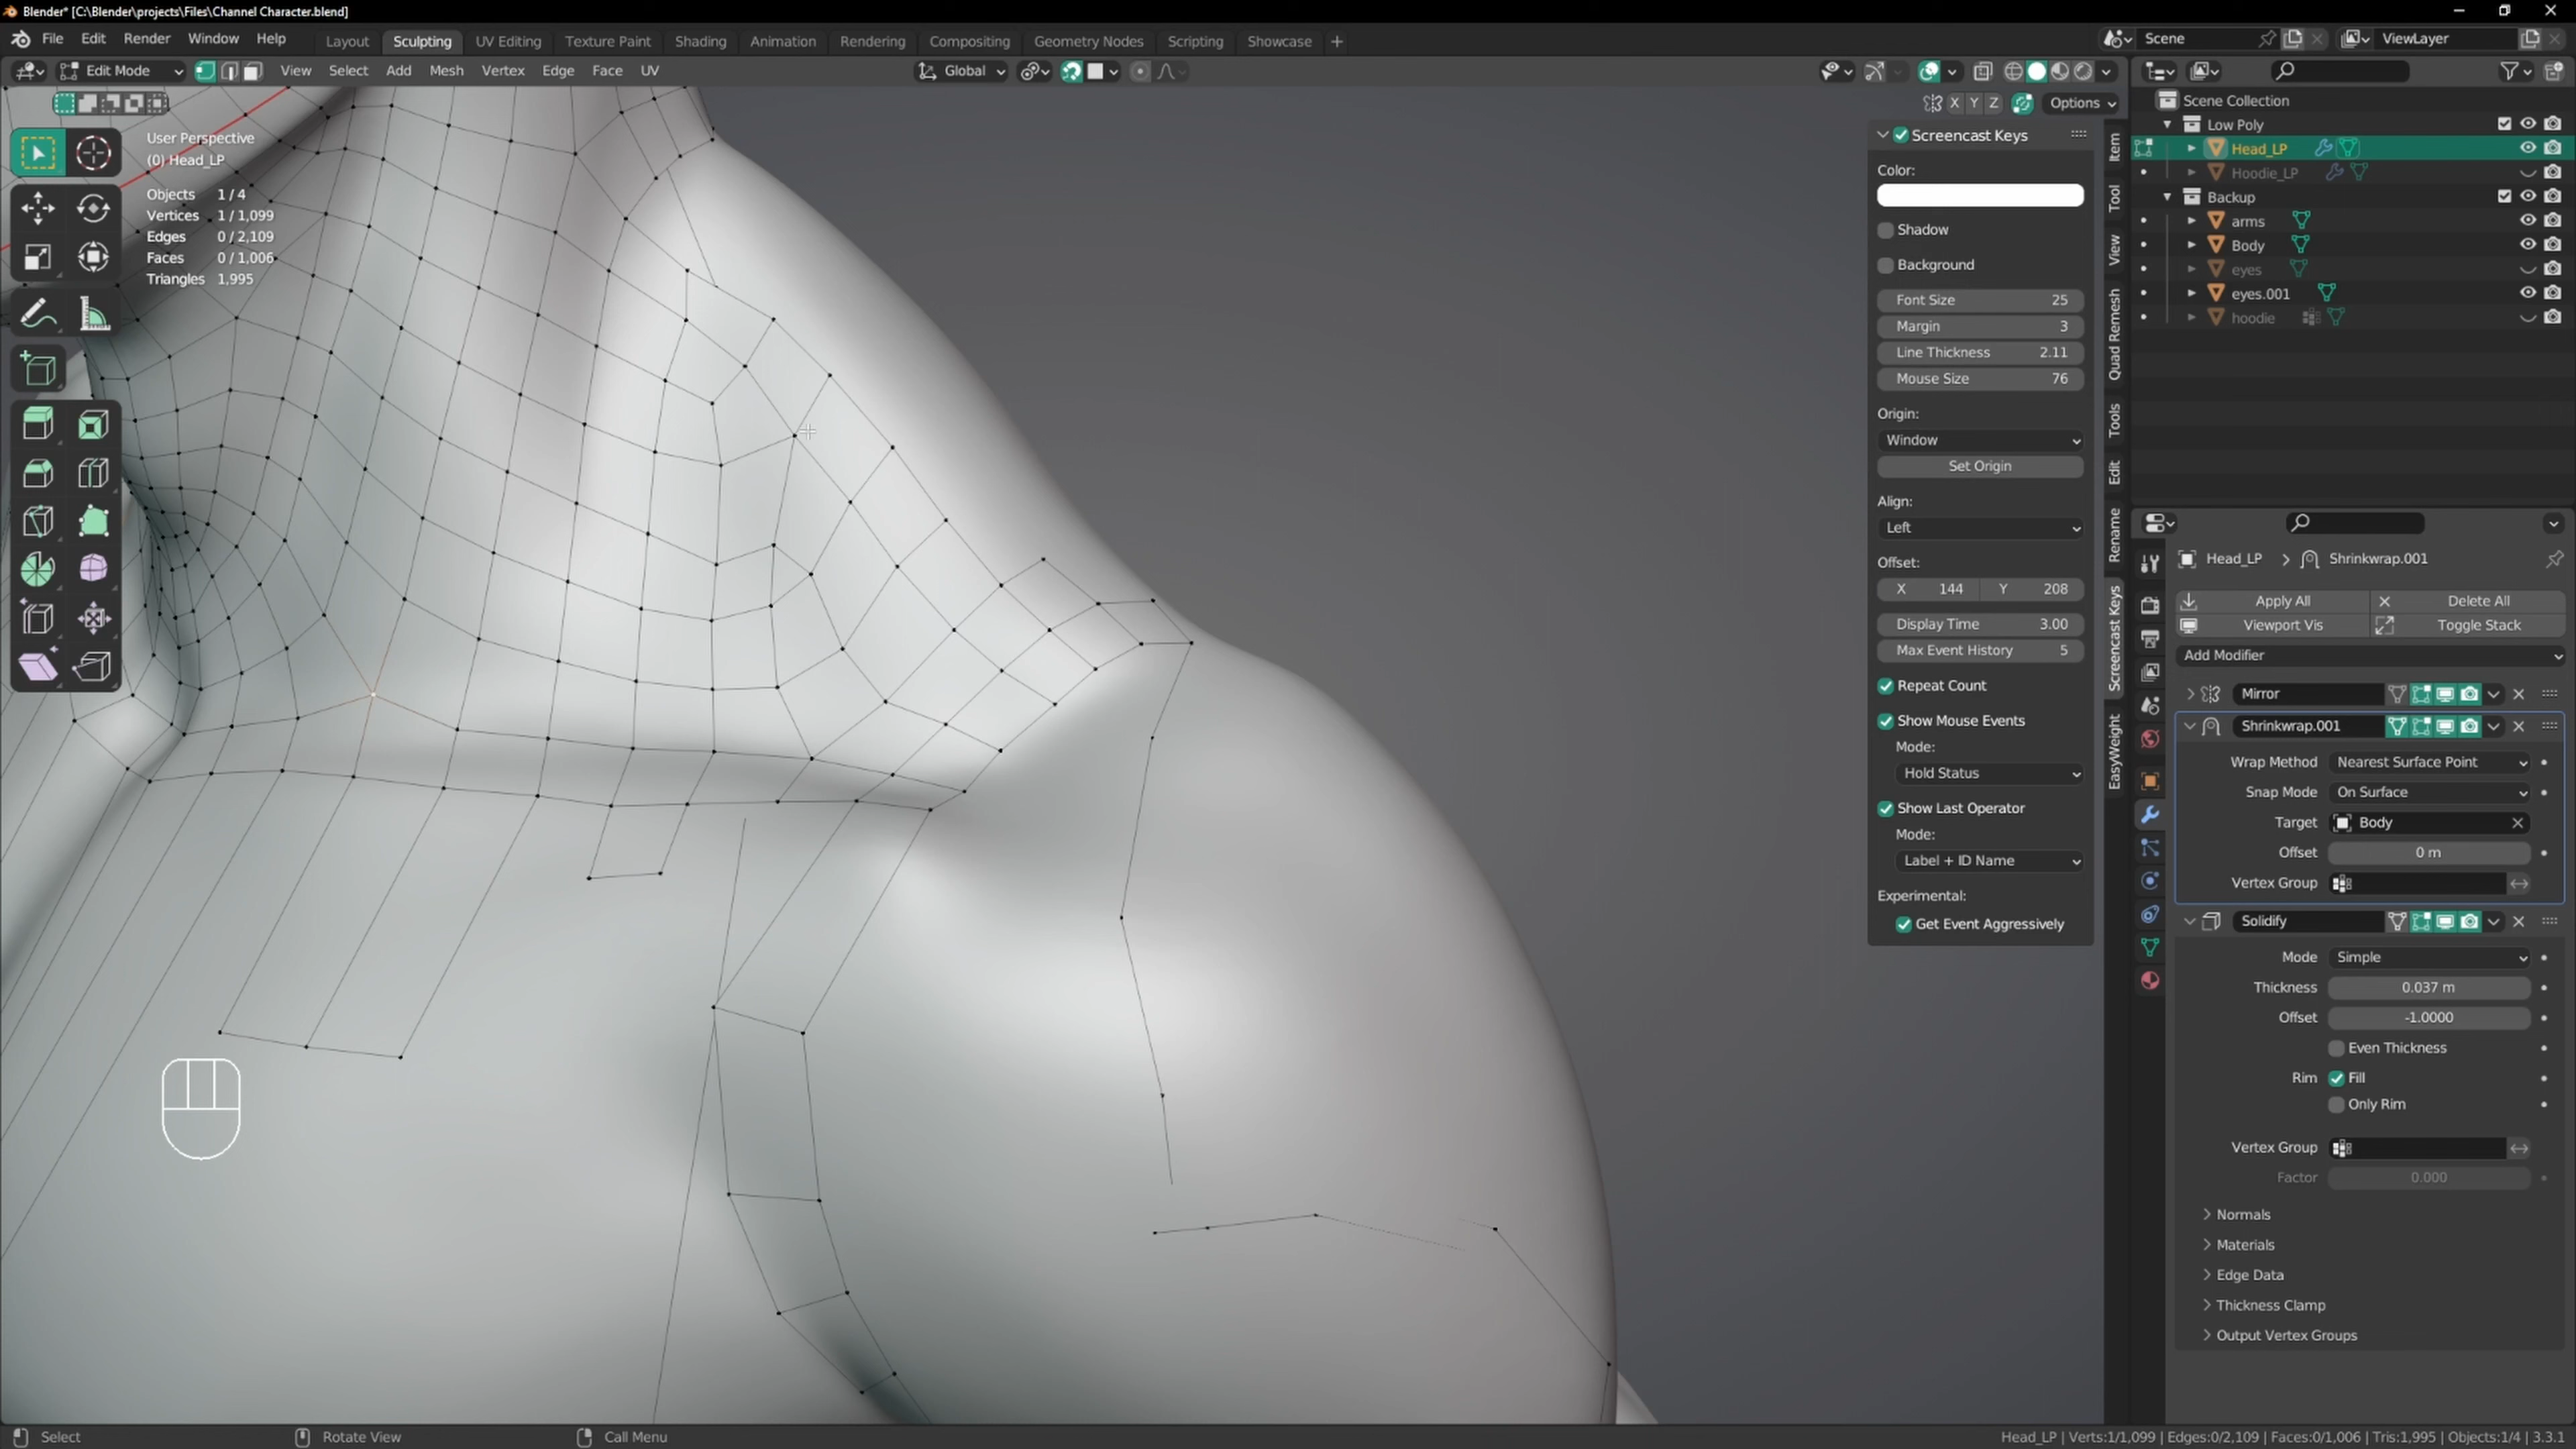 Blender* [C:\Blender\projects\Files\Channel Character.blend]
File Edit Render Window Help Layout Sculpting UV Editing Texture Paint Shading Animation Rendering Compositing Geometry Nodes Scripting Showcase + Scene ViewLayer
Edit Mode View Select Add Mesh Vertex Edge Face UV Global
X Y Z Options
User Perspective
(0) Head_LP
Objects 1 / 4
Vertices 1 / 1,099
Edges 0 / 2,109
Faces 0 / 1,006
Triangles 1,995
Screencast Keys
Color:
Shadow
Background
Font Size 25
Margin 3
Line Thickness 2.11
Mouse Size 76
Origin:
Window
Set Origin
Align:
Left
Offset:
X 144 Y 208
Display Time 3.00
Max Event History 5
Repeat Count
Show Mouse Events
Mode:
Hold Status
Show Last Operator
Mode:
Label + ID Name
Experimental:
Get Event Aggressively
Item
Tool
View
Quad Remesh
Tools
Edit
Rename
Screencast Keys
EasyWeight
Scene Collection
Low Poly
Head_LP
Hoodie_LP
Backup
arms
Body
eyes
eyes.001
hoodie
Head_LP > Shrinkwrap.001
Apply All Delete All
Viewport Vis Toggle Stack
Add Modifier
Mirror
Shrinkwrap.001
Wrap Method Nearest Surface Point
Snap Mode On Surface
Target Body
Offset 0 m
Vertex Group
Solidify
Mode Simple
Thickness 0.037 m
Offset -1.0000
Even Thickness
Rim Fill
Only Rim
Vertex Group
Factor 0.000
Normals
Materials
Edge Data
Thickness Clamp
Output Vertex Groups
Select Rotate View Call Menu Head_LP | Verts:1/1,099 | Edges:0/2,109 | Faces:0/1,006 | Tris:1,995 | Objects:1/4 | 3.3.1